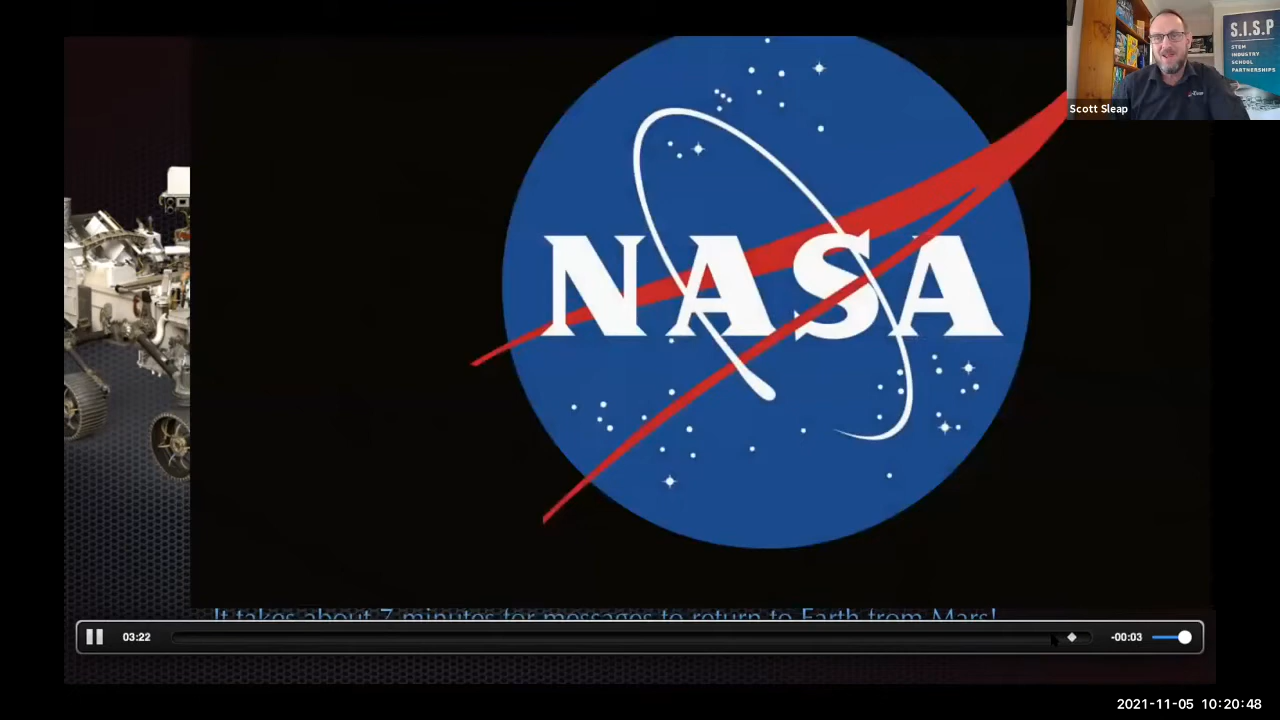 S.I.S.P
STEM
INDUSTRY
SCHOOL
PARTNERSHIPS
Scott Sleap
NASA
It takes about 7 minutes for messages to return to Earth from Mars!
03:22
-00:03
2021-11-05 10:20:48